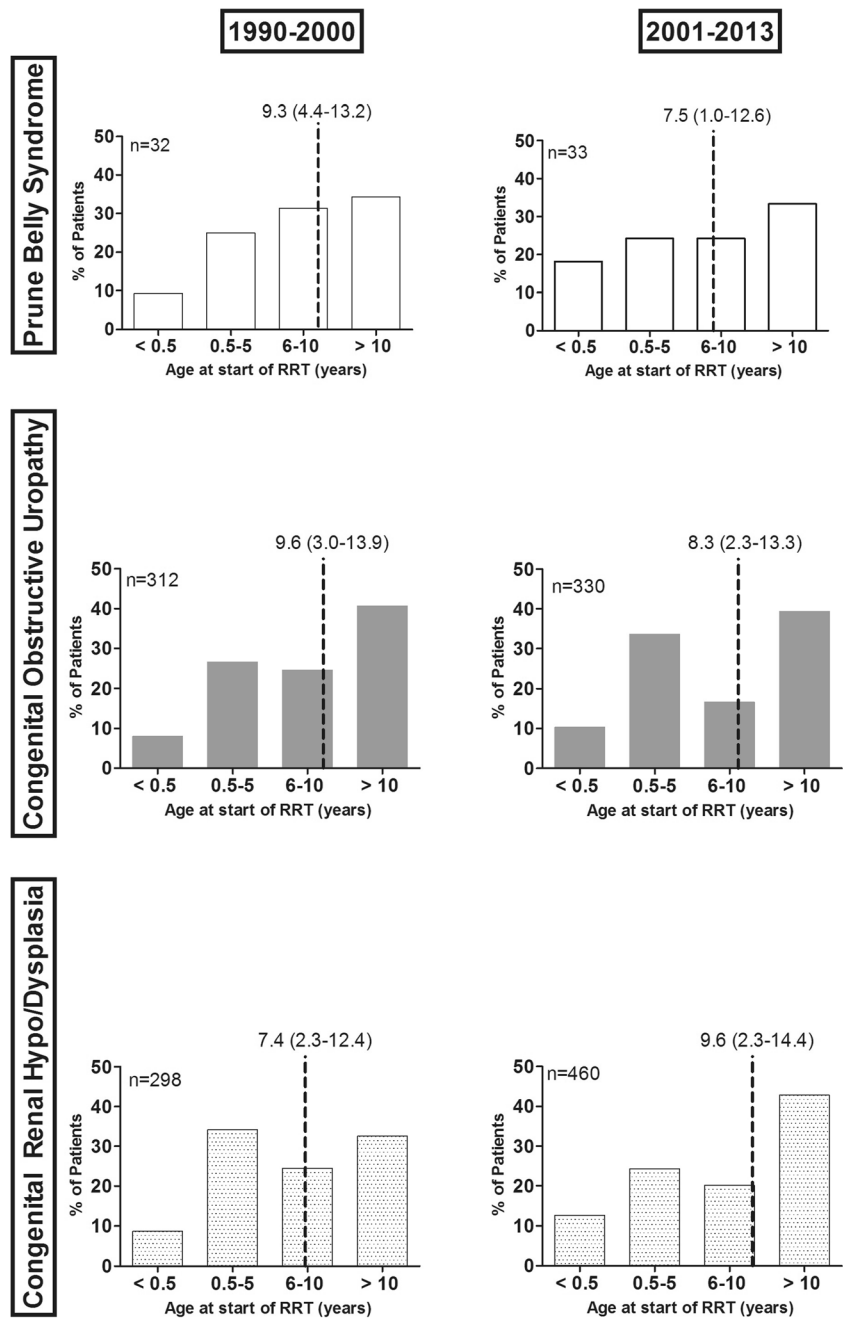 1990-2000
2001-2013
Prune Belly Syndrome
9.3 (4.4-13.2)
n=32
% of Patients
50
40
30
20
10
0
< 0.5 0.5-5 6-10 > 10
Age at start of RRT (years)
7.5 (1.0-12.6)
n=33
% of Patients
50
40
30
20
10
0
< 0.5 0.5-5 6-10 > 10
Age at start of RRT (years)
Congenital Obstructive Uropathy
9.6 (3.0-13.9)
n=312
% of Patients
50
40
30
20
10
0
< 0.5 0.5-5 6-10 > 10
Age at start of RRT (years)
8.3 (2.3-13.3)
n=330
% of Patients
50
40
30
20
10
0
< 0.5 0.5-5 6-10 > 10
Age at start of RRT (years)
Congenital Renal Hypo/Dysplasia
7.4 (2.3-12.4)
n=298
% of Patients
50
40
30
20
10
0
< 0.5 0.5-5 6-10 > 10
Age at start of RRT (years)
9.6 (2.3-14.4)
n=460
% of Patients
50
40
30
20
10
0
< 0.5 0.5-5 6-10 > 10
Age at start of RRT (years)